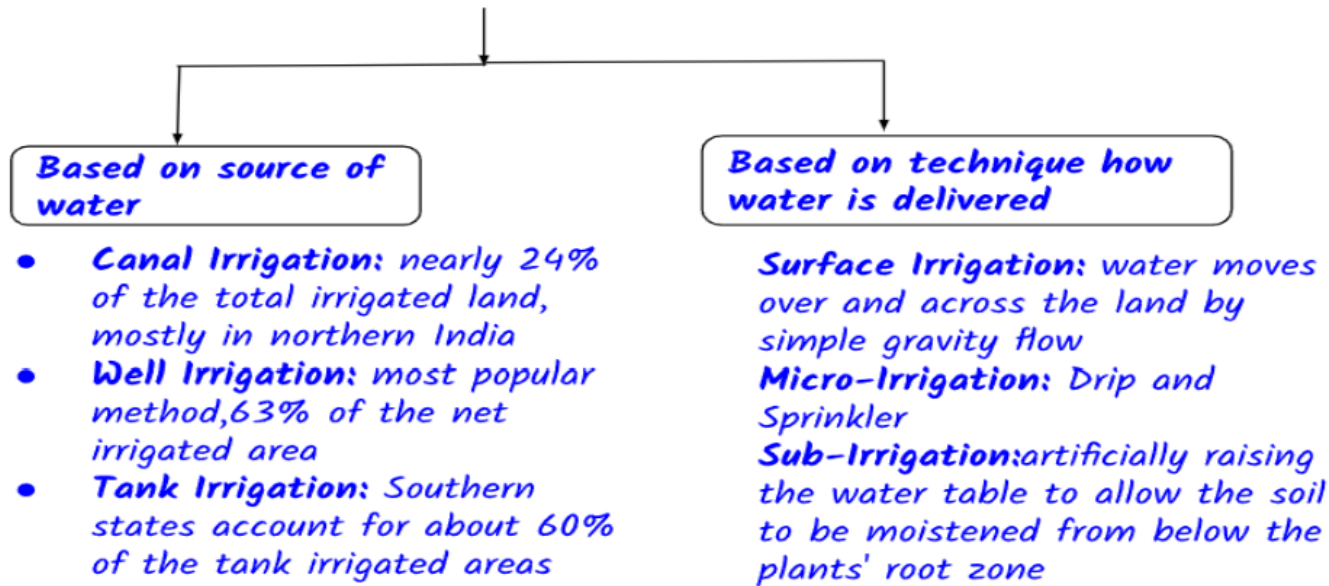 Based on source of
water
• Canal Irrigation: nearly 24%
of the total irrigated land,
mostly in northern India
• Well Irrigation: most popular
method,63% of the net
irrigated area
• Tank Irrigation: Southern
states account for about 60%
of the tank irrigated areas
Based on technique how
water is delivered
Surface Irrigation: water moves
over and across the land by
simple gravity flow
Micro-Irrigation: Drip and
Sprinkler
Sub-Irrigation:artificially raising
the water table to allow the soil
to be moistened from below the
plants' root zone